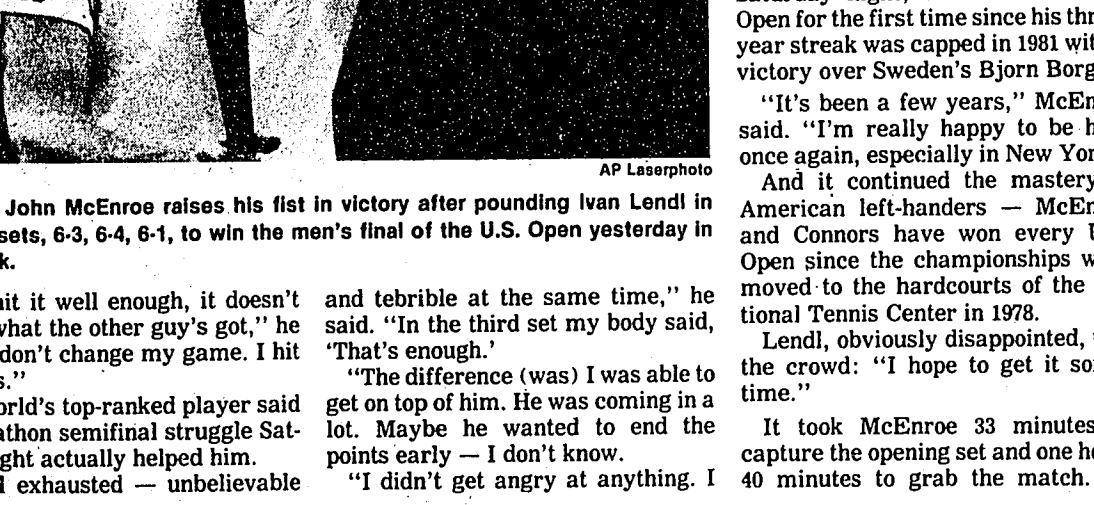 AP Laserphoto
John McEnroe raises his fist in victory after pounding Ivan Lendl in
sets, 6-3, 6-4, 6-1, to win the men's final of the U.S. Open yesterday in
k.
hit it well enough, it doesn't
what the other guy's got," he
don't change my game. I hit
s."
orld's top-ranked player said
athon semifinal struggle Sat-
ght actually helped him.
exhausted — unbelievable
and tebrible at the same time," he
said. "In the third set my body said,
'That's enough.'
"The difference (was) I was able to
get on top of him. He was coming in a
lot. Maybe he wanted to end the
points early — I don't know.
"I didn't get angry at anything. I
Open for the first time since his thr
year streak was capped in 1981 wit
victory over Sweden's Bjorn Borg
"It's been a few years," McEn
said. "I'm really happy to be h
once again, especially in New Yor
And it continued the mastery
American left-handers — McEn
and Connors have won every U
Open since the championships w
moved to the hardcourts of the
tional Tennis Center in 1978.
Lendl, obviously disappointed,
the crowd: "I hope to get it so
time."
It took McEnroe 33 minutes
capture the opening set and one ho
40 minutes to grab the match.